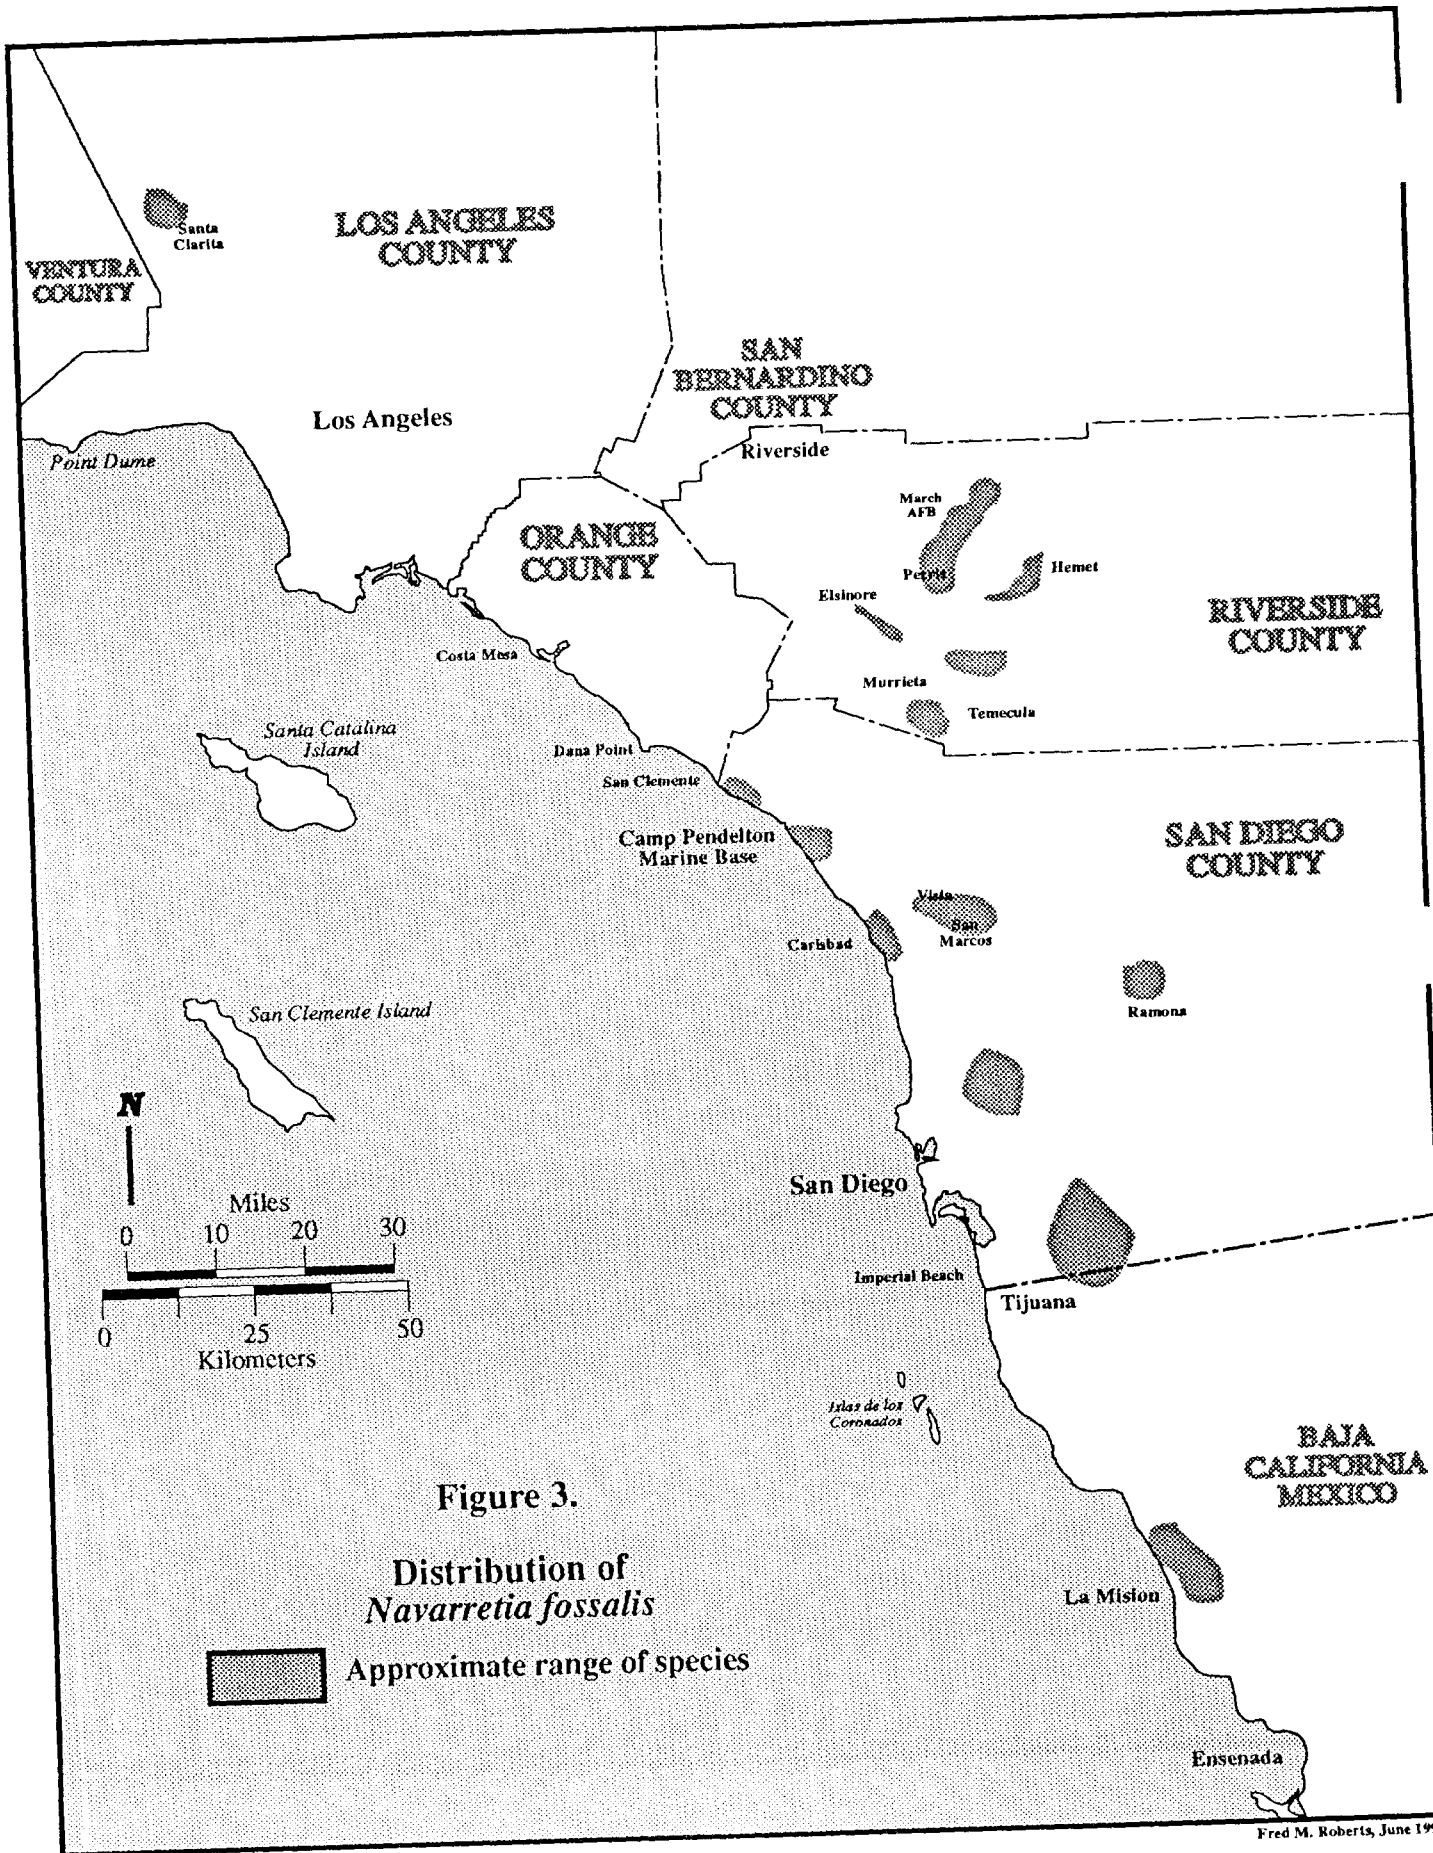 Santa
Clarita
LOS ANGELES
COUNTY
VENTURA
COUNTY
SAN
BERNARDINO
COUNTY
Los Angeles
Point Dume
Riverside
March
AFB
ORANGE
COUNTY
Perris
Hemet
Elsinore
RIVERSIDE
COUNTY
Costa Mesa
Murrieta
Temecula
Santa Catalina
Island
Dana Point
San Clemente
Camp Pendelton
Marine Base
SAN DIEGO
COUNTY
Vista
San
Marcos
Carlsbad
Ramona
San Clemente Island
N
San Diego
Miles
0 10 20 30
Imperial Beach
Tijuana
0 25 50
Kilometers
Islas de los
Coronados
BAJA
CALIFORNIA
MEXICO
Figure 3.
Distribution of
Navarretia fossalis
La Mision
Approximate range of species
Ensenada
Fred M. Roberts, June 199